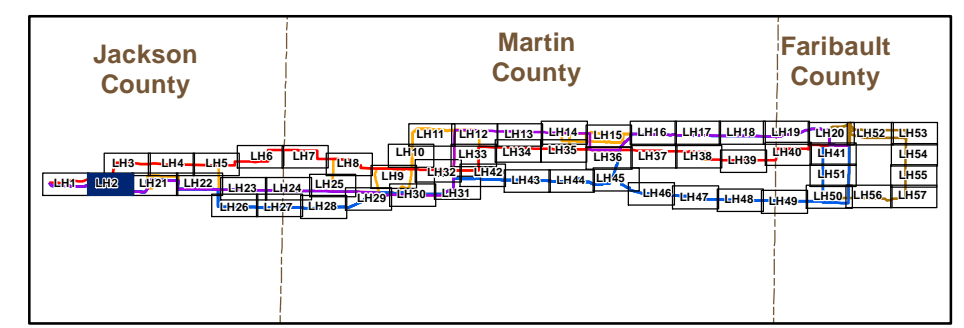 Jackson
County
Martin
County
Faribault
County
LH11 LH12 LH13 LH14 LH15 LH16 LH17 LH18 LH19 LH20 LH52 LH53
LH3 LH4 LH5 LH6 LH7 LH8 LH10 LH33 LH34 LH35 LH36 LH37 LH38 LH39 LH40 LH41 LH54
LH1 LH2 LH21 LH22 LH23 LH24 LH25 LH9 LH32 LH42 LH43 LH44 LH45 LH51 LH55
LH26 LH27 LH28 LH29 LH30 LH31 LH46 LH47 LH48 LH49 LH50 LH56 LH57